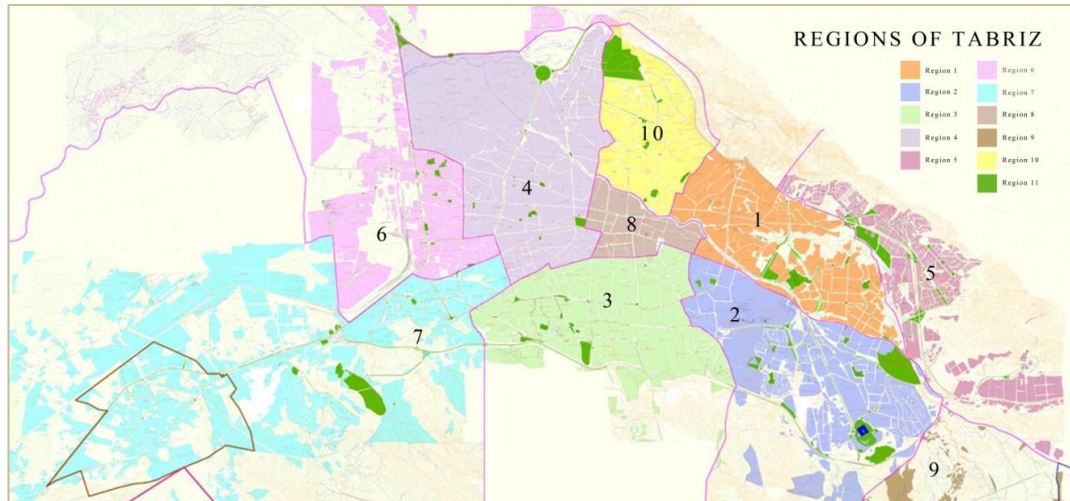 REGIONS OF TABRIZ
Region 1
Region 2
Region 3
Region 4
Region 5
Region 6
Region 7
Region 8
Region 9
Region 10
Region 11
10
4
8
1
6
5
3
2
7
9